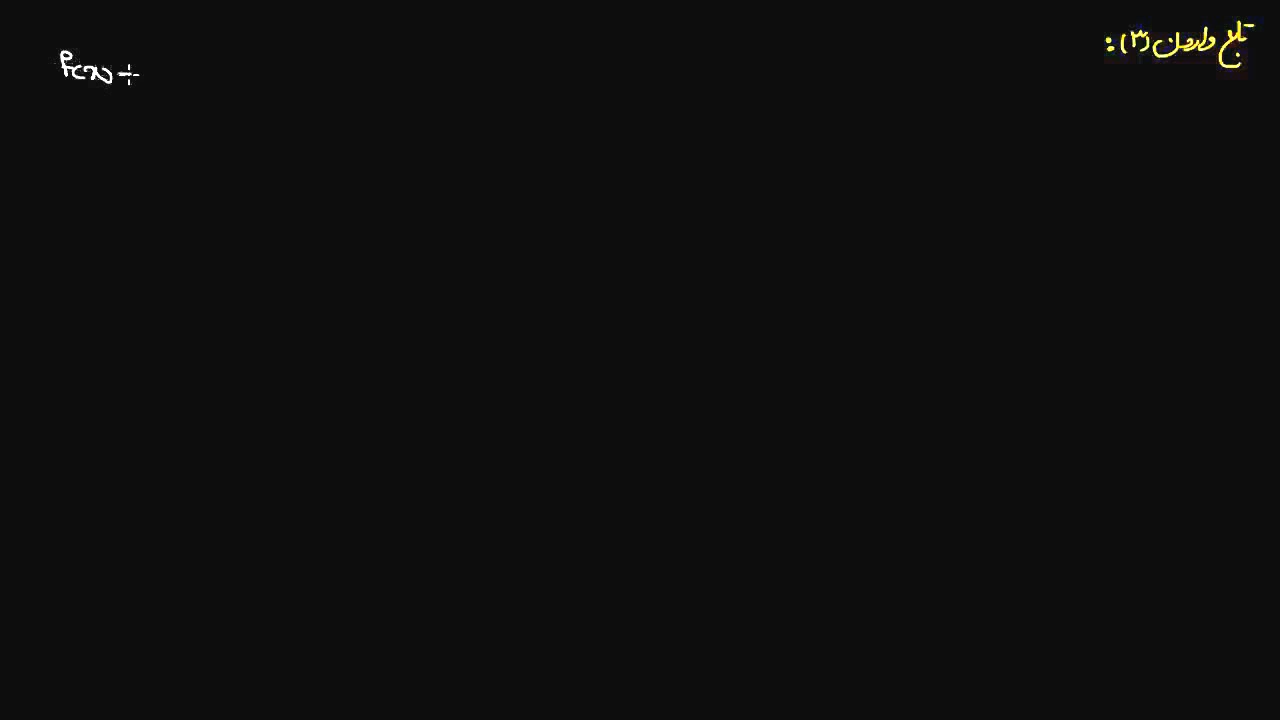 تابع وارون (۳) :
f(x) +